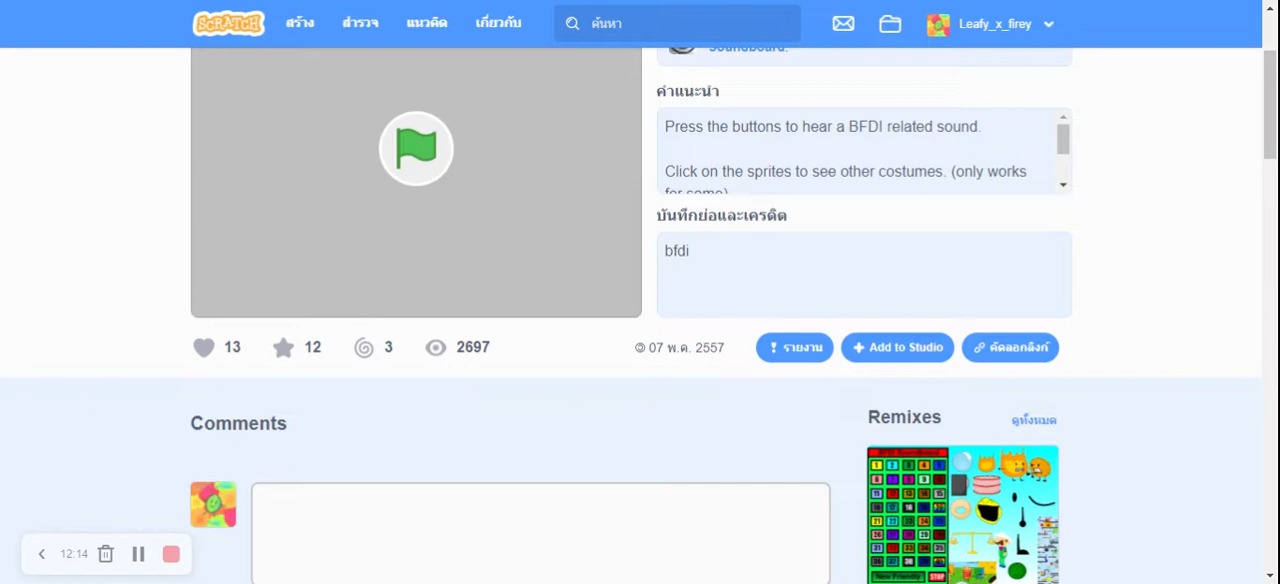 SCRATCH สร้าง สำรวจ แนวคิด เกี่ยวกับ ค้นหา Leafy_x_firey
soundboard.
คำแนะนำ
Press the buttons to hear a BFDI related sound.
Click on the sprites to see other costumes. (only works
for some)
บันทึกย่อและเครดิต
bfdi
13 12 3 2697 © 07 พ.ค. 2557 รายงาน Add to Studio คัดลอกลิงก์
Comments
Remixes ดูทั้งหมด
12:14
New Friendly STOP